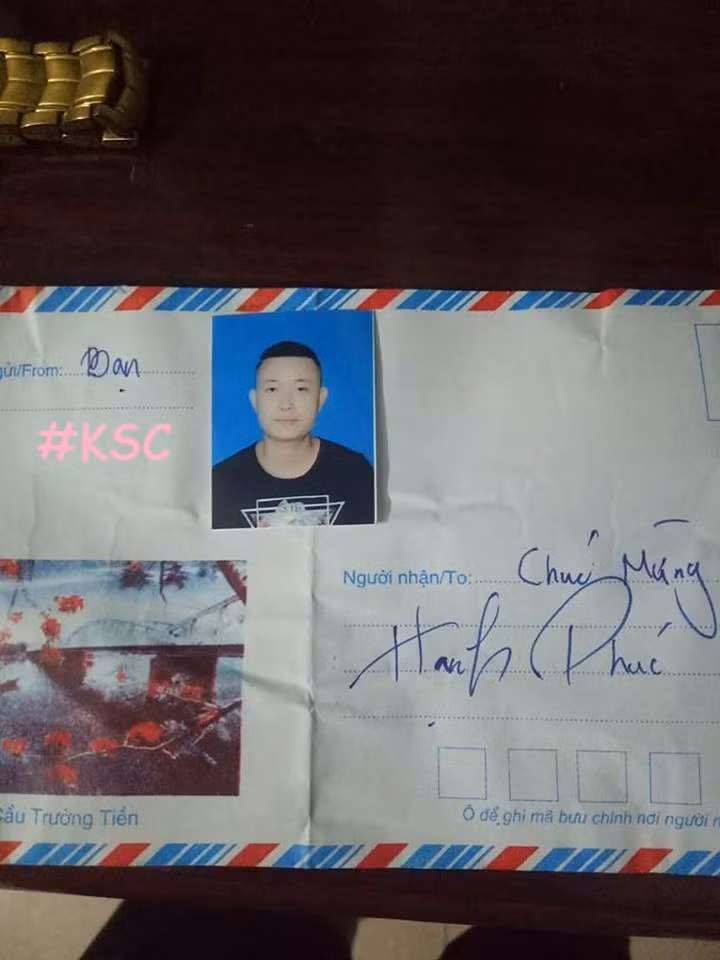 gửi/From: Bạn
#KSC
Người nhận/To: Chúc Mừng
Hạnh Phúc
Cầu Trường Tiền
Ô để ghi mã bưu chính nơi người n